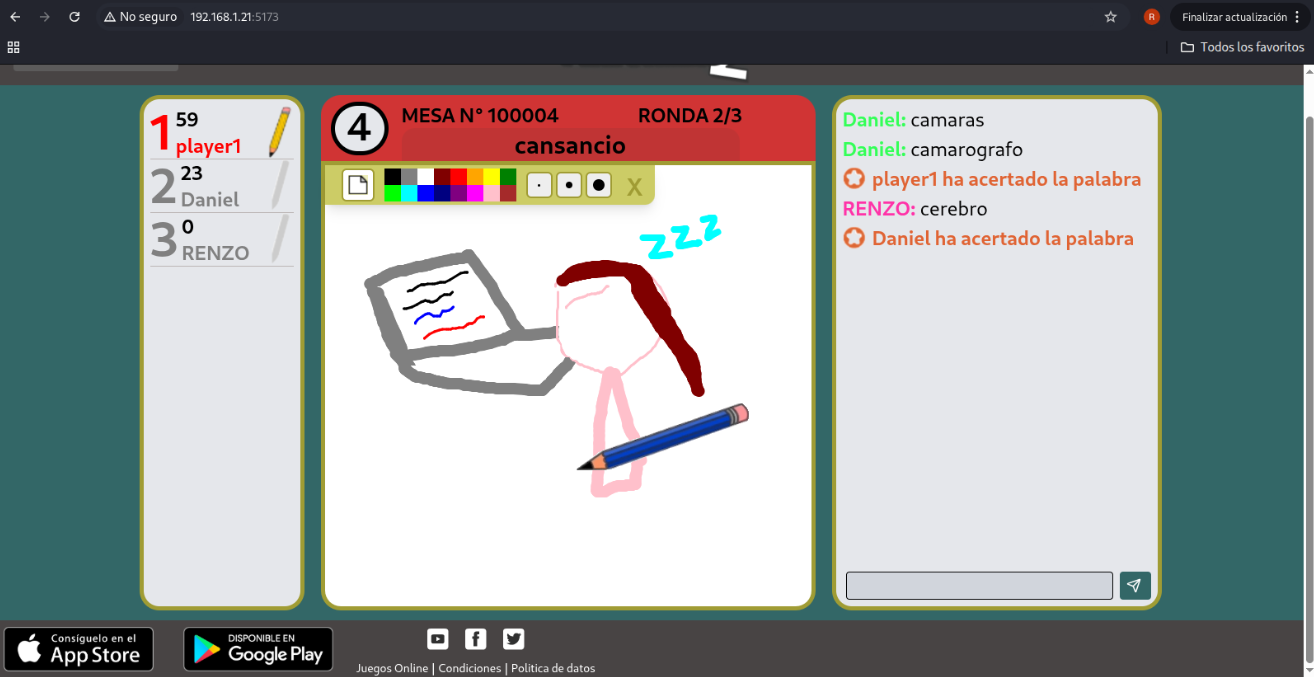 No seguro 192.168.1.21:5173
R
Finalizar actualización
Todos los favoritos
1 59
player1
2 23
Daniel
3 0
RENZO
4
MESA N° 100004 RONDA 2/3
cansancio
X
zzz
Daniel: camaras
Daniel: camarografo
player1 ha acertado la palabra
RENZO: cerebro
Daniel ha acertado la palabra
Consíguelo en el
App Store
DISPONIBLE EN
Google Play
Juegos Online | Condiciones | Politica de datos